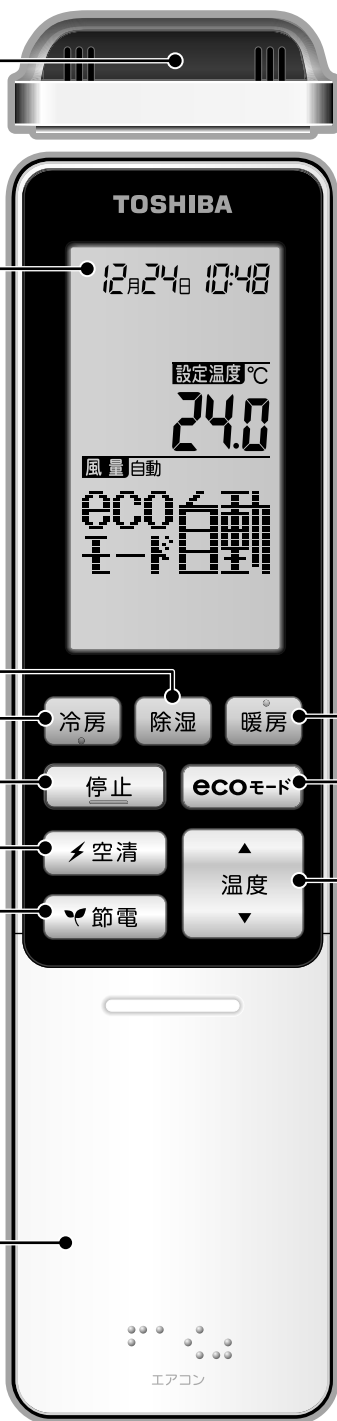 TOSHIBA
12月24日 10:48
設定温度 ℃
24.0
風量 自動
eco自動
モード
冷房 除湿 暖房
停止 ecoモード
空清
▲
温度
▼
節電
エアコン